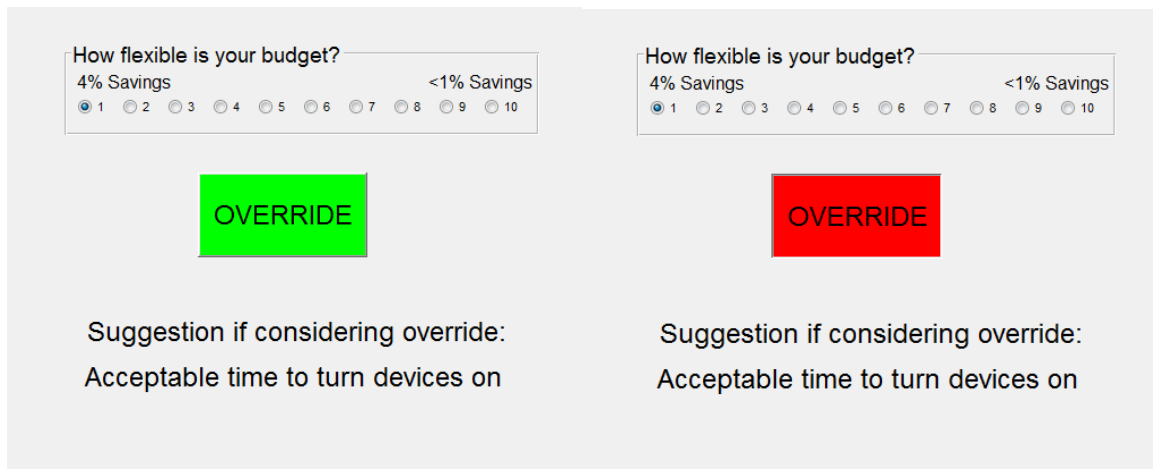 How flexible is your budget?
4% Savings <1% Savings
1 2 3 4 5 6 7 8 9 10
OVERRIDE
Suggestion if considering override:
Acceptable time to turn devices on
How flexible is your budget?
4% Savings <1% Savings
1 2 3 4 5 6 7 8 9 10
OVERRIDE
Suggestion if considering override:
Acceptable time to turn devices on